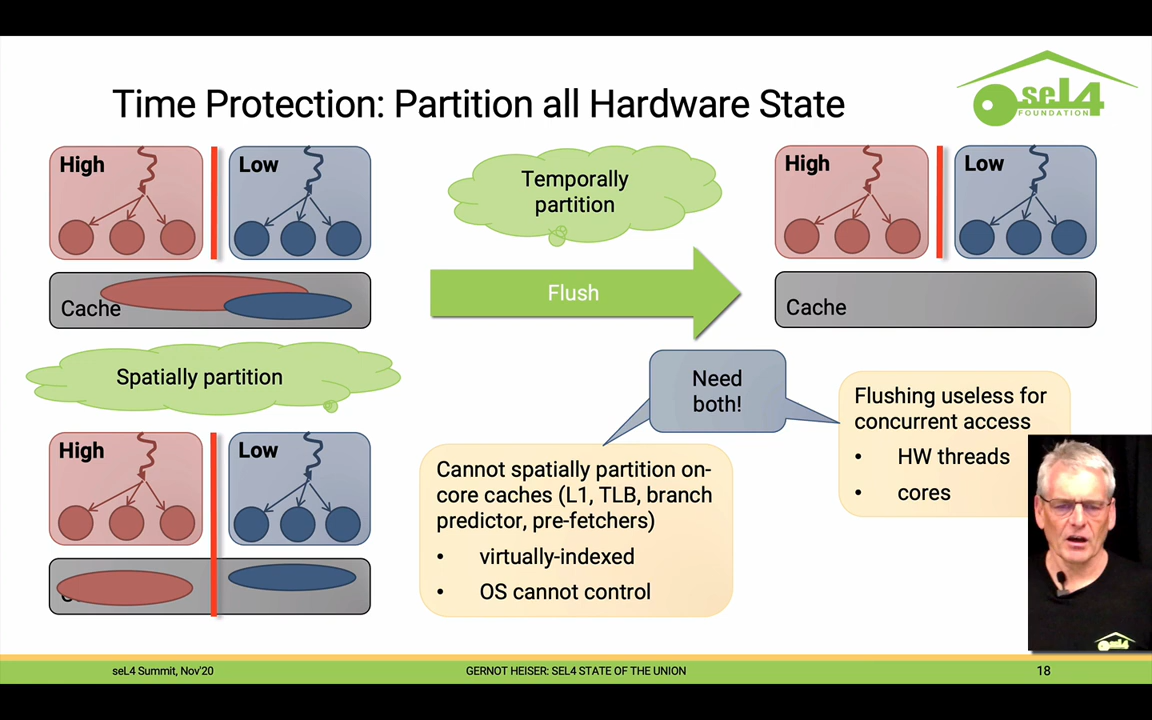 Time Protection: Partition all Hardware State
seL4
FOUNDATION
High
Low
Cache
Temporally
partition
Flush
High
Low
Cache
Spatially partition
High
Low
Need
both!
Cannot spatially partition on-
core caches (L1, TLB, branch
predictor, pre-fetchers)
• virtually-indexed
• OS cannot control
Flushing useless for
concurrent access
• HW threads
• cores
seL4
seL4 Summit, Nov'20
GERNOT HEISER: SEL4 STATE OF THE UNION
18